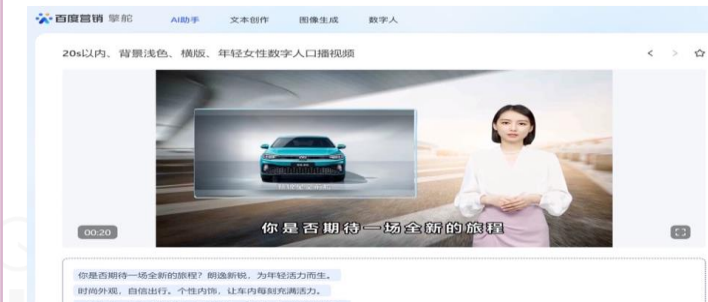 百度营销 擎舵 AI助手 文本创作 图像生成 数字人
20s以内、背景浅色、横版、年轻女性数字人口播视频
00:20
你是否期待一场全新的旅程
你是否期待一场全新的旅程？朗逸新锐，为年轻活力而生。
时尚外观，自信出行。个性内饰，让车内每刻充满活力。